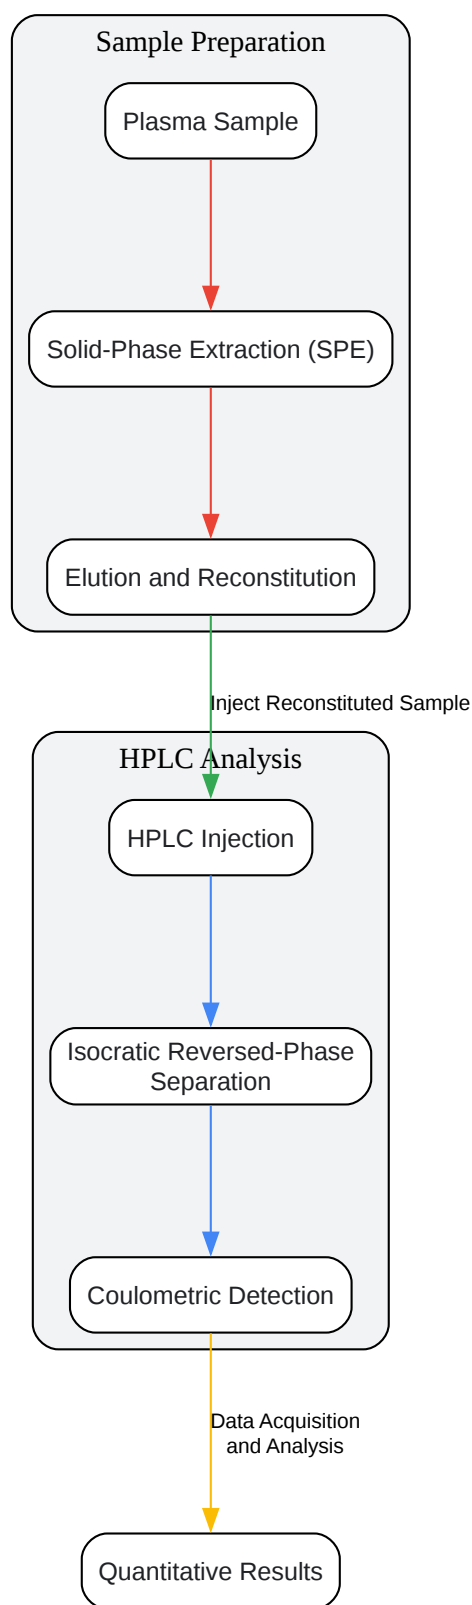 Sample Preparation
Plasma Sample
Solid-Phase Extraction (SPE)
Elution and Reconstitution
Inject Reconstituted Sample
HPLC Analysis
HPLC Injection
Isocratic Reversed-Phase
Separation
Coulometric Detection
Data Acquisition
and Analysis
Quantitative Results